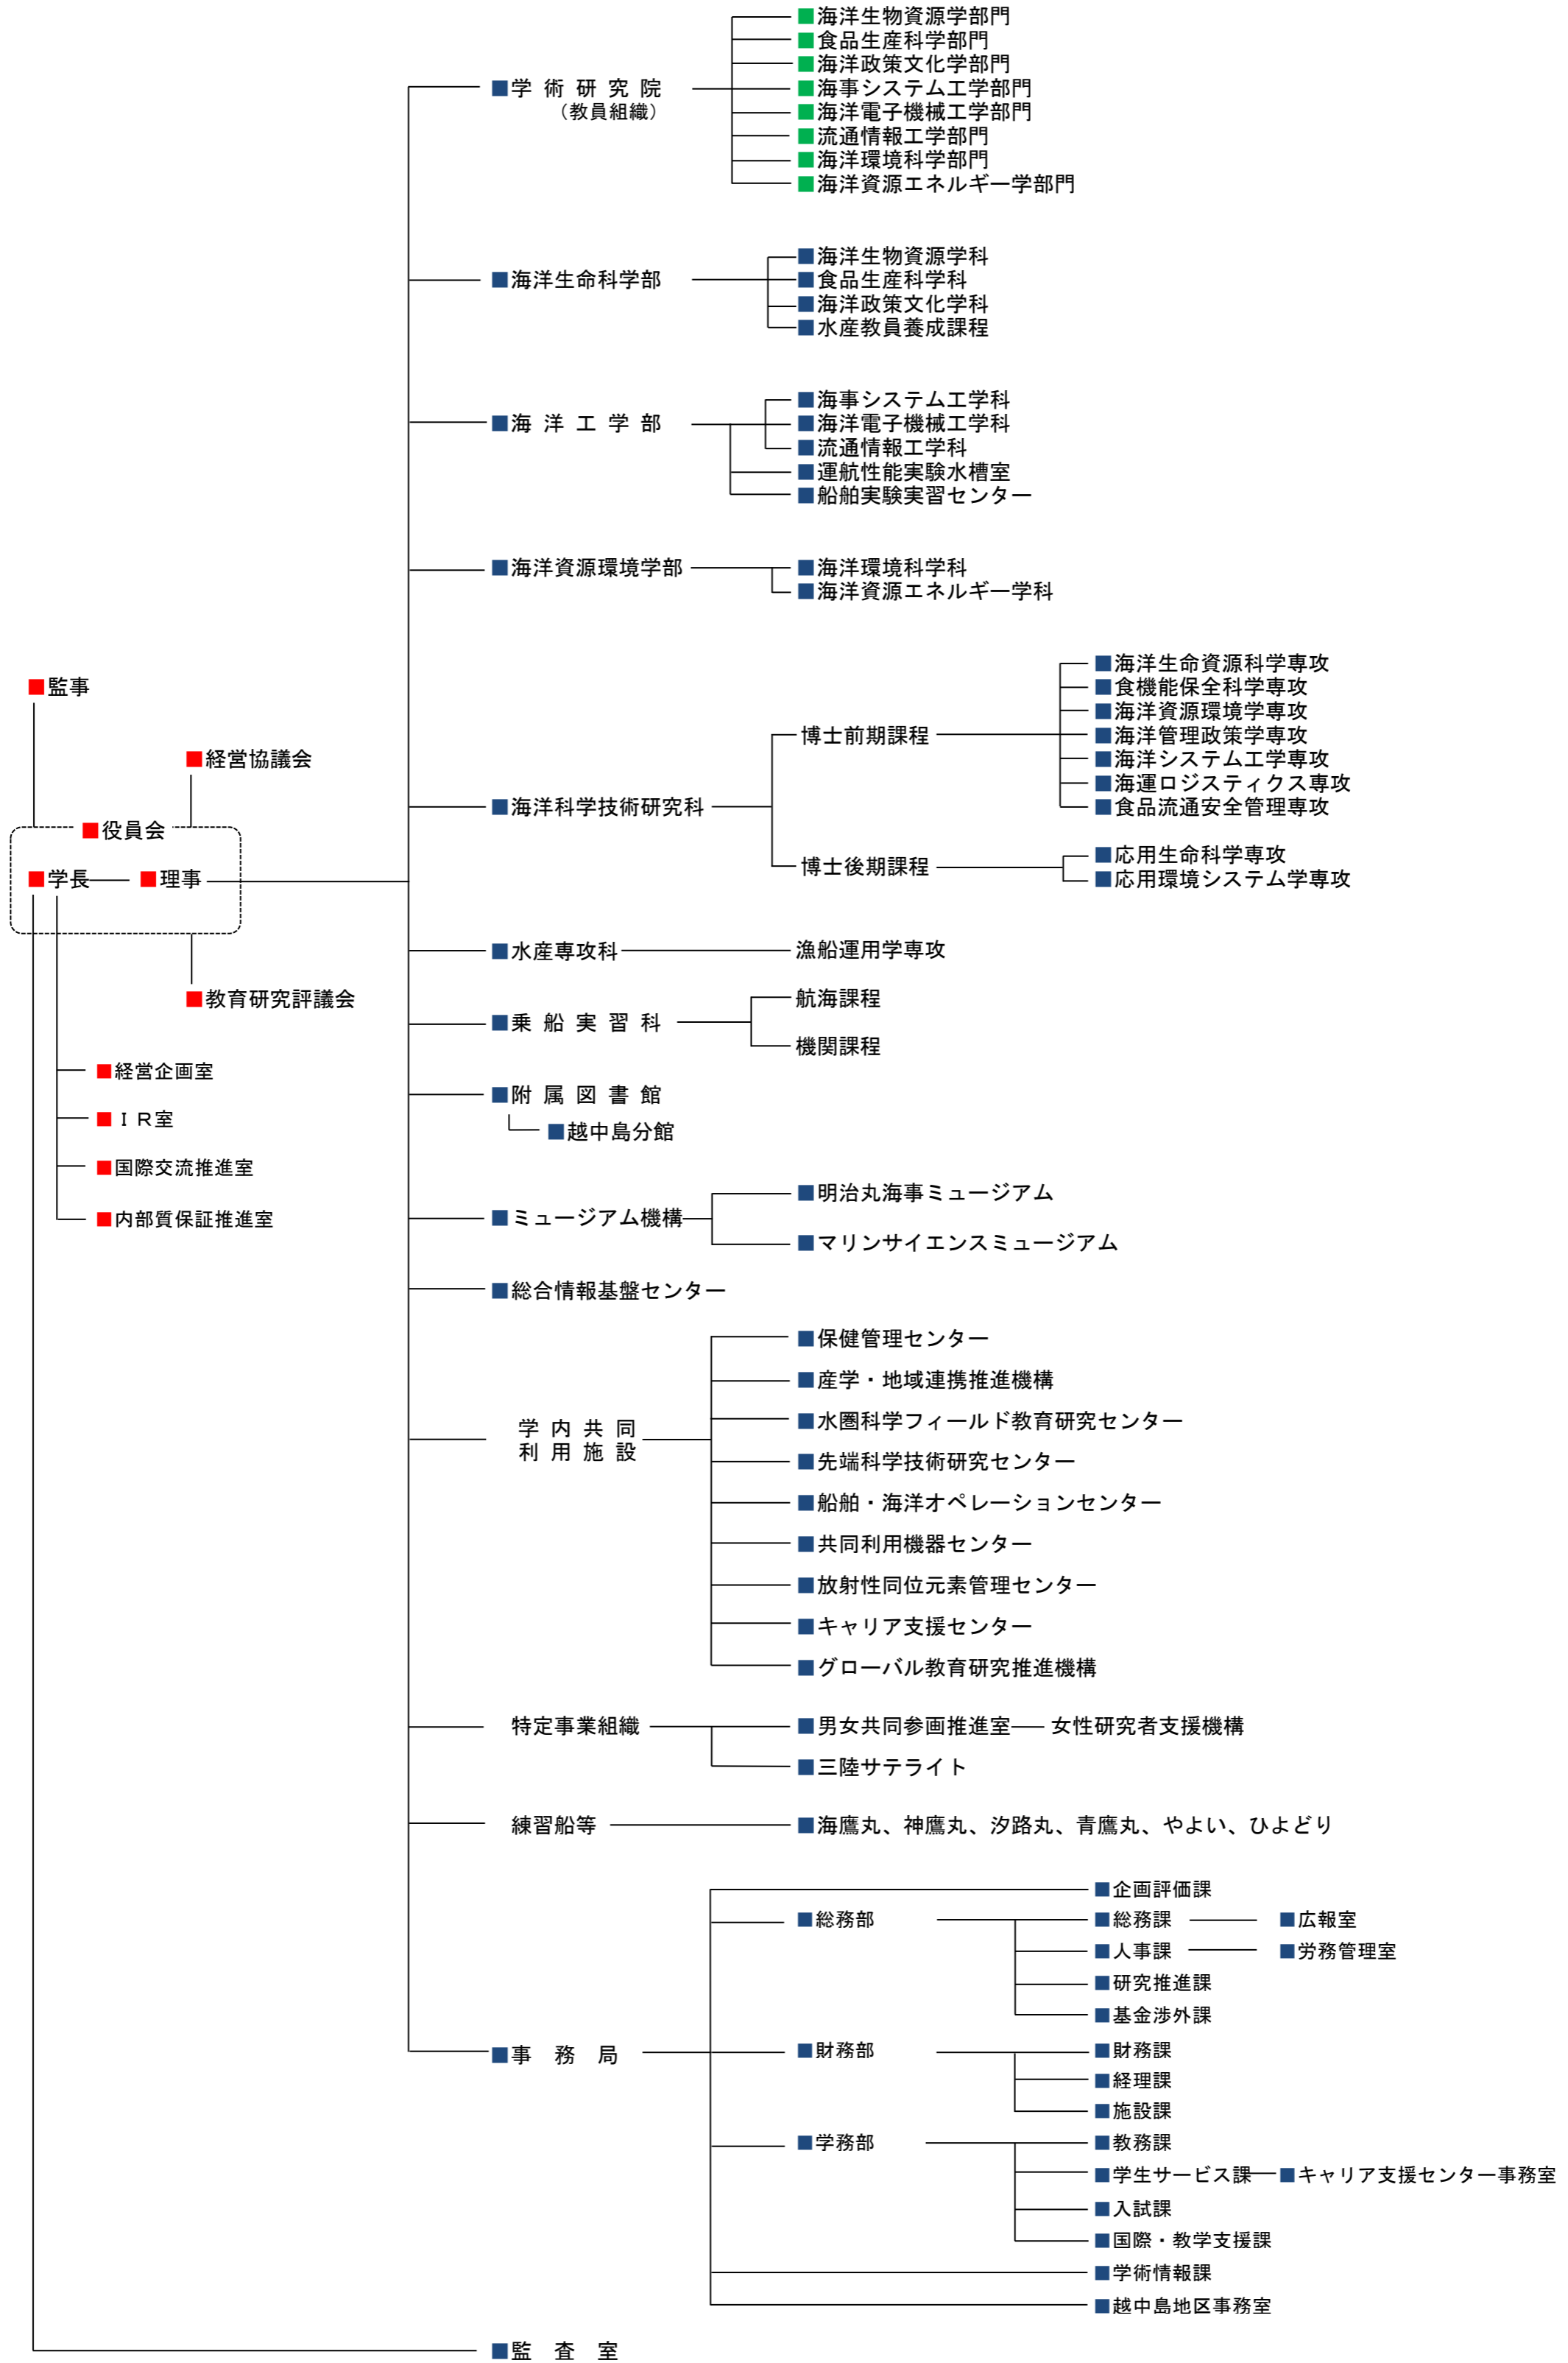 ■海洋生物資源学部門
■食品生産科学部門
■海洋政策文化学部門
■学術研究院
（教員組織）
■海事システム工学部門
■海洋電子機械工学部門
■流通情報工学部門
■海洋環境科学部門
■海洋資源エネルギー学部門
■海洋生命科学部
■海洋生物資源学科
■食品生産科学科
■海洋政策文化学科
■水産教員養成課程
■海洋工学部
■海事システム工学科
■海洋電子機械工学科
■流通情報工学科
■運航性能実験水槽室
■船舶実験実習センター
■海洋資源環境学部
■海洋環境科学科
■海洋資源エネルギー学科
■監事
■経営協議会
■役員会
■学長
■理事
■教育研究評議会
■経営企画室
■ＩＲ室
■国際交流推進室
■内部質保証推進室
■海洋科学技術研究科
博士前期課程
■海洋生命資源科学専攻
■食機能保全科学専攻
■海洋資源環境学専攻
■海洋管理政策学専攻
■海洋システム工学専攻
■海運ロジスティクス専攻
■食品流通安全管理専攻
博士後期課程
■応用生命科学専攻
■応用環境システム学専攻
■水産専攻科
漁船運用学専攻
■乗船実習科
航海課程
機関課程
■附属図書館
■越中島分館
■ミュージアム機構
■明治丸海事ミュージアム
■マリンサイエンスミュージアム
■総合情報基盤センター
学内共同
利用施設
■保健管理センター
■産学・地域連携推進機構
■水圏科学フィールド教育研究センター
■先端科学技術研究センター
■船舶・海洋オペレーションセンター
■共同利用機器センター
■放射性同位元素管理センター
■キャリア支援センター
■グローバル教育研究推進機構
特定事業組織
■男女共同参画推進室
女性研究者支援機構
■三陸サテライト
練習船等
■海鷹丸、神鷹丸、汐路丸、青鷹丸、やよい、ひよどり
■事務局
■企画評価課
■総務部
■総務課
■広報室
■人事課
■労務管理室
■研究推進課
■基金渉外課
■財務部
■財務課
■経理課
■施設課
■学務部
■教務課
■学生サービス課
■キャリア支援センター事務室
■入試課
■国際・教学支援課
■学術情報課
■越中島地区事務室
■監査室